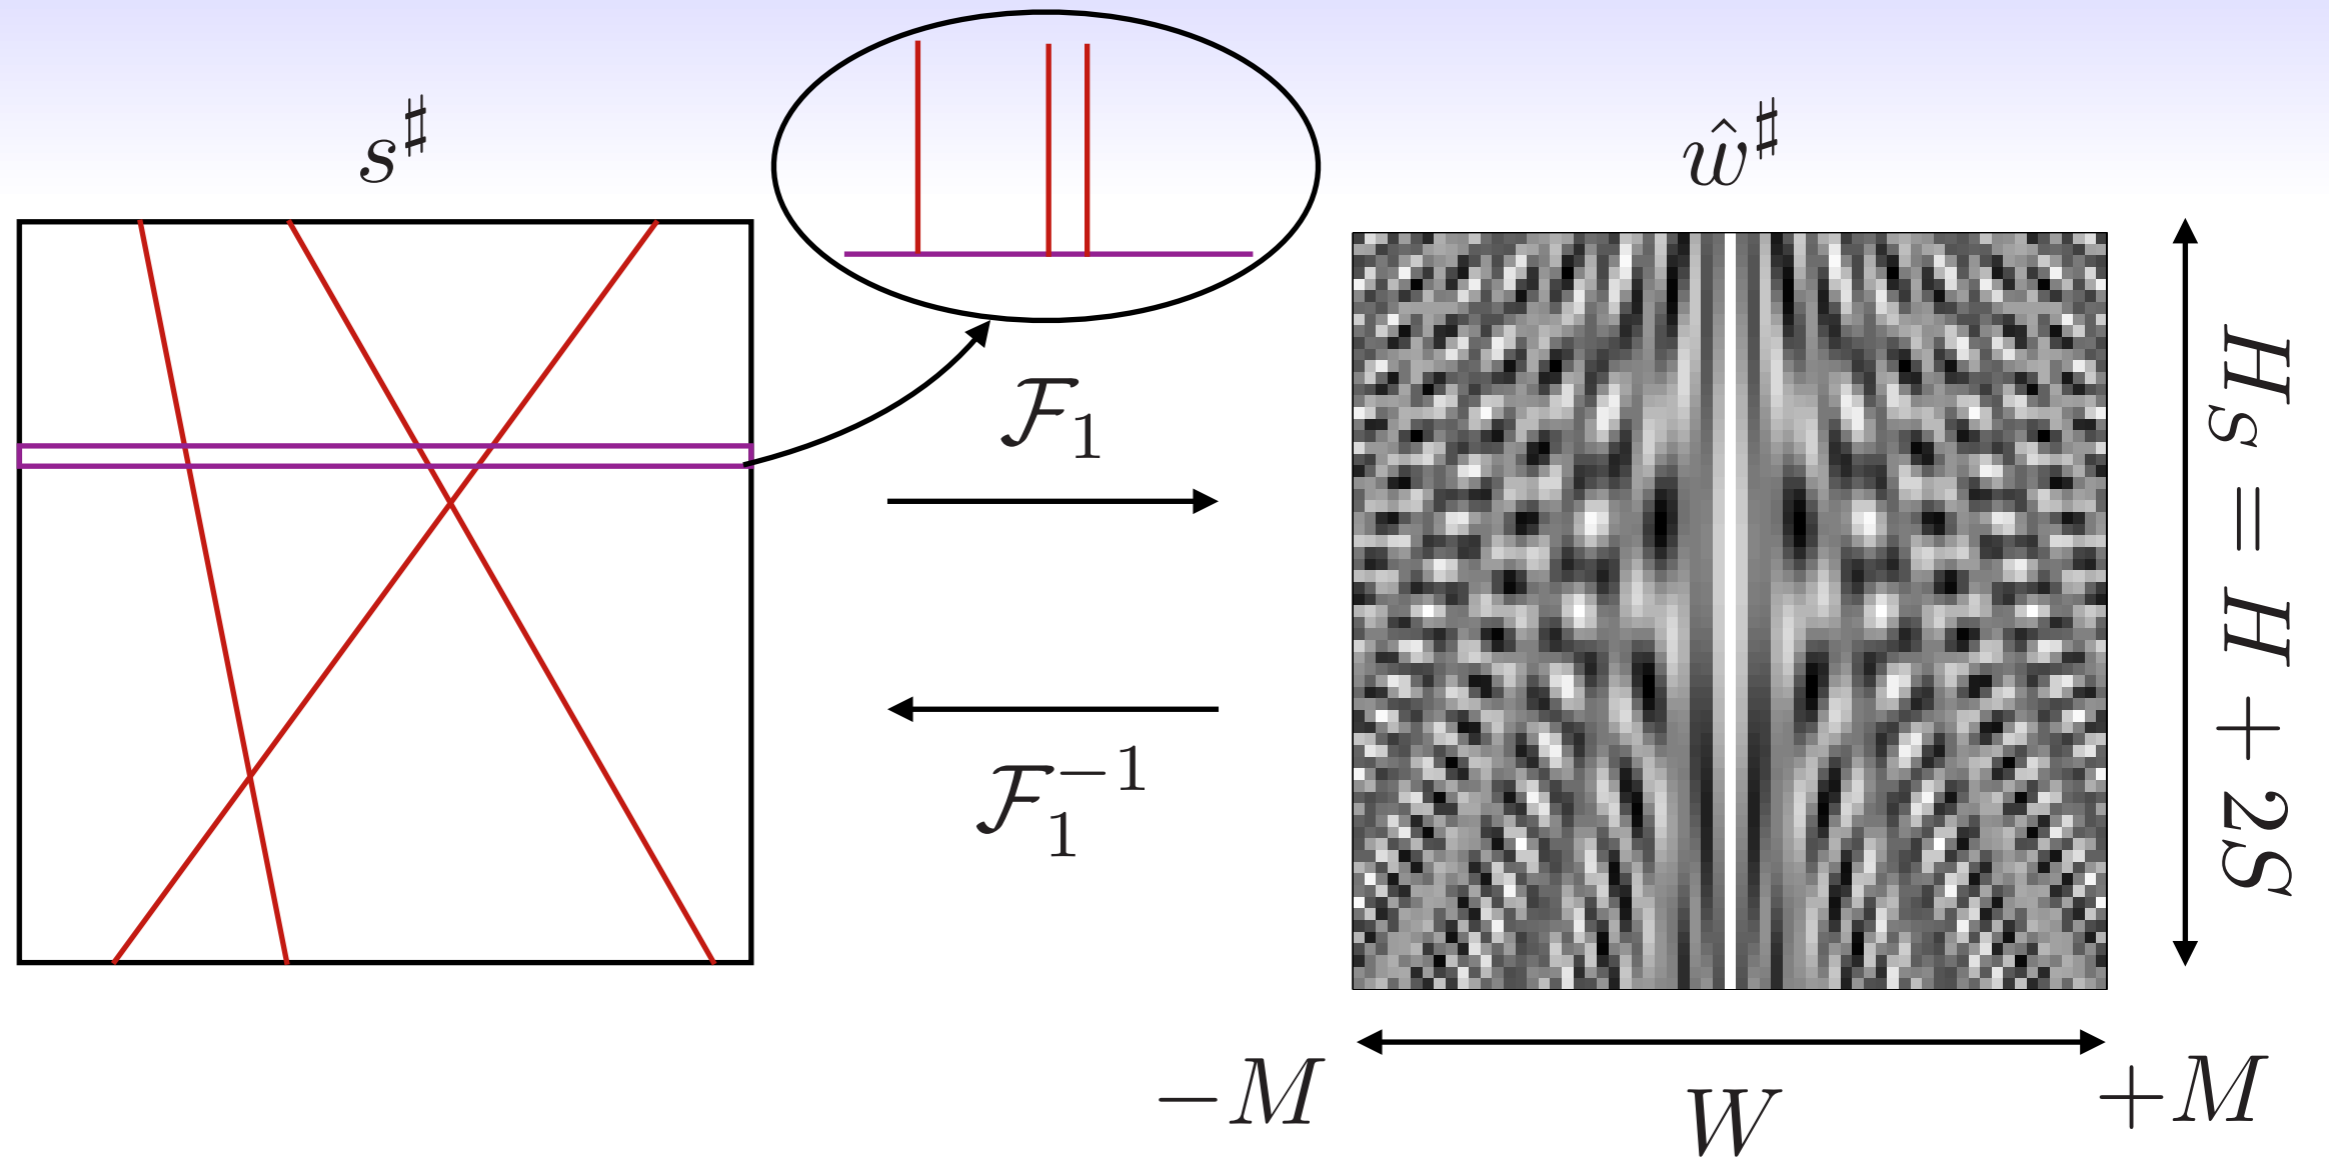 s^♯
ŵ^♯
ℱ₁
ℱ₁⁻¹
H_S = H + 2S
−M
W
+M